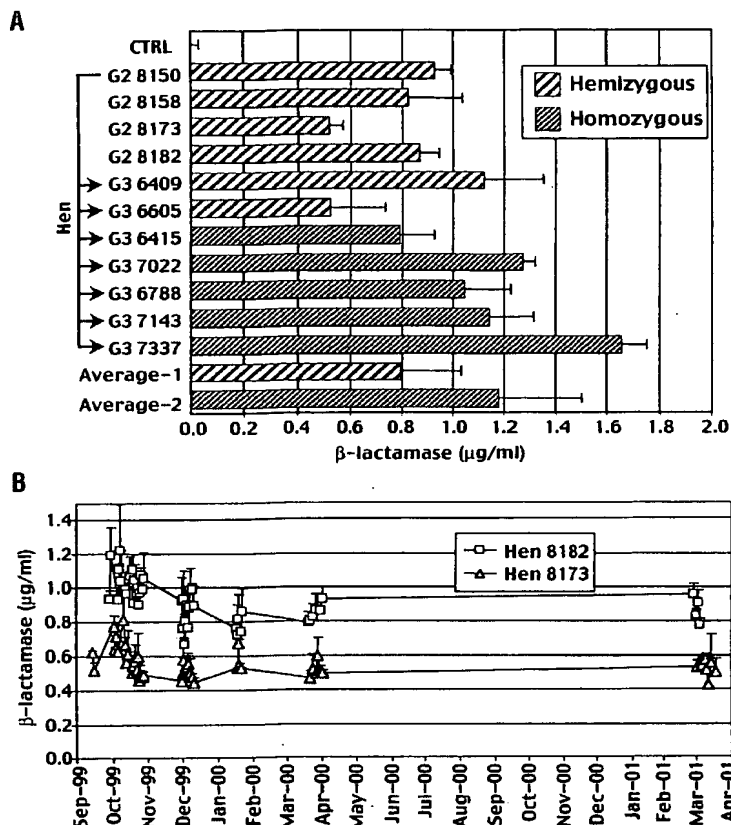 A
CTRL
G2 8150
G2 8158
G2 8173
G2 8182
G3 6409
G3 6605
G3 6415
G3 7022
G3 6788
G3 7143
G3 7337
Average-1
Average-2
Hen
Hemizygous
Homozygous
0.0 0.2 0.4 0.6 0.8 1.0 1.2 1.4 1.6 1.8 2.0
β-lactamase (µg/ml)
B
β-lactamase (µg/ml)
1.4
1.2
1.0
0.8
0.6
0.4
0.2
0.0
Hen 8182
Hen 8173
Sep-99 Oct-99 Nov-99 Dec-99 Jan-00 Feb-00 Mar-00 Apr-00 May-00 Jun-00 Jul-00 Aug-00 Sep-00 Oct-00 Nov-00 Dec-00 Jan-01 Feb-01 Mar-01 Apr-01